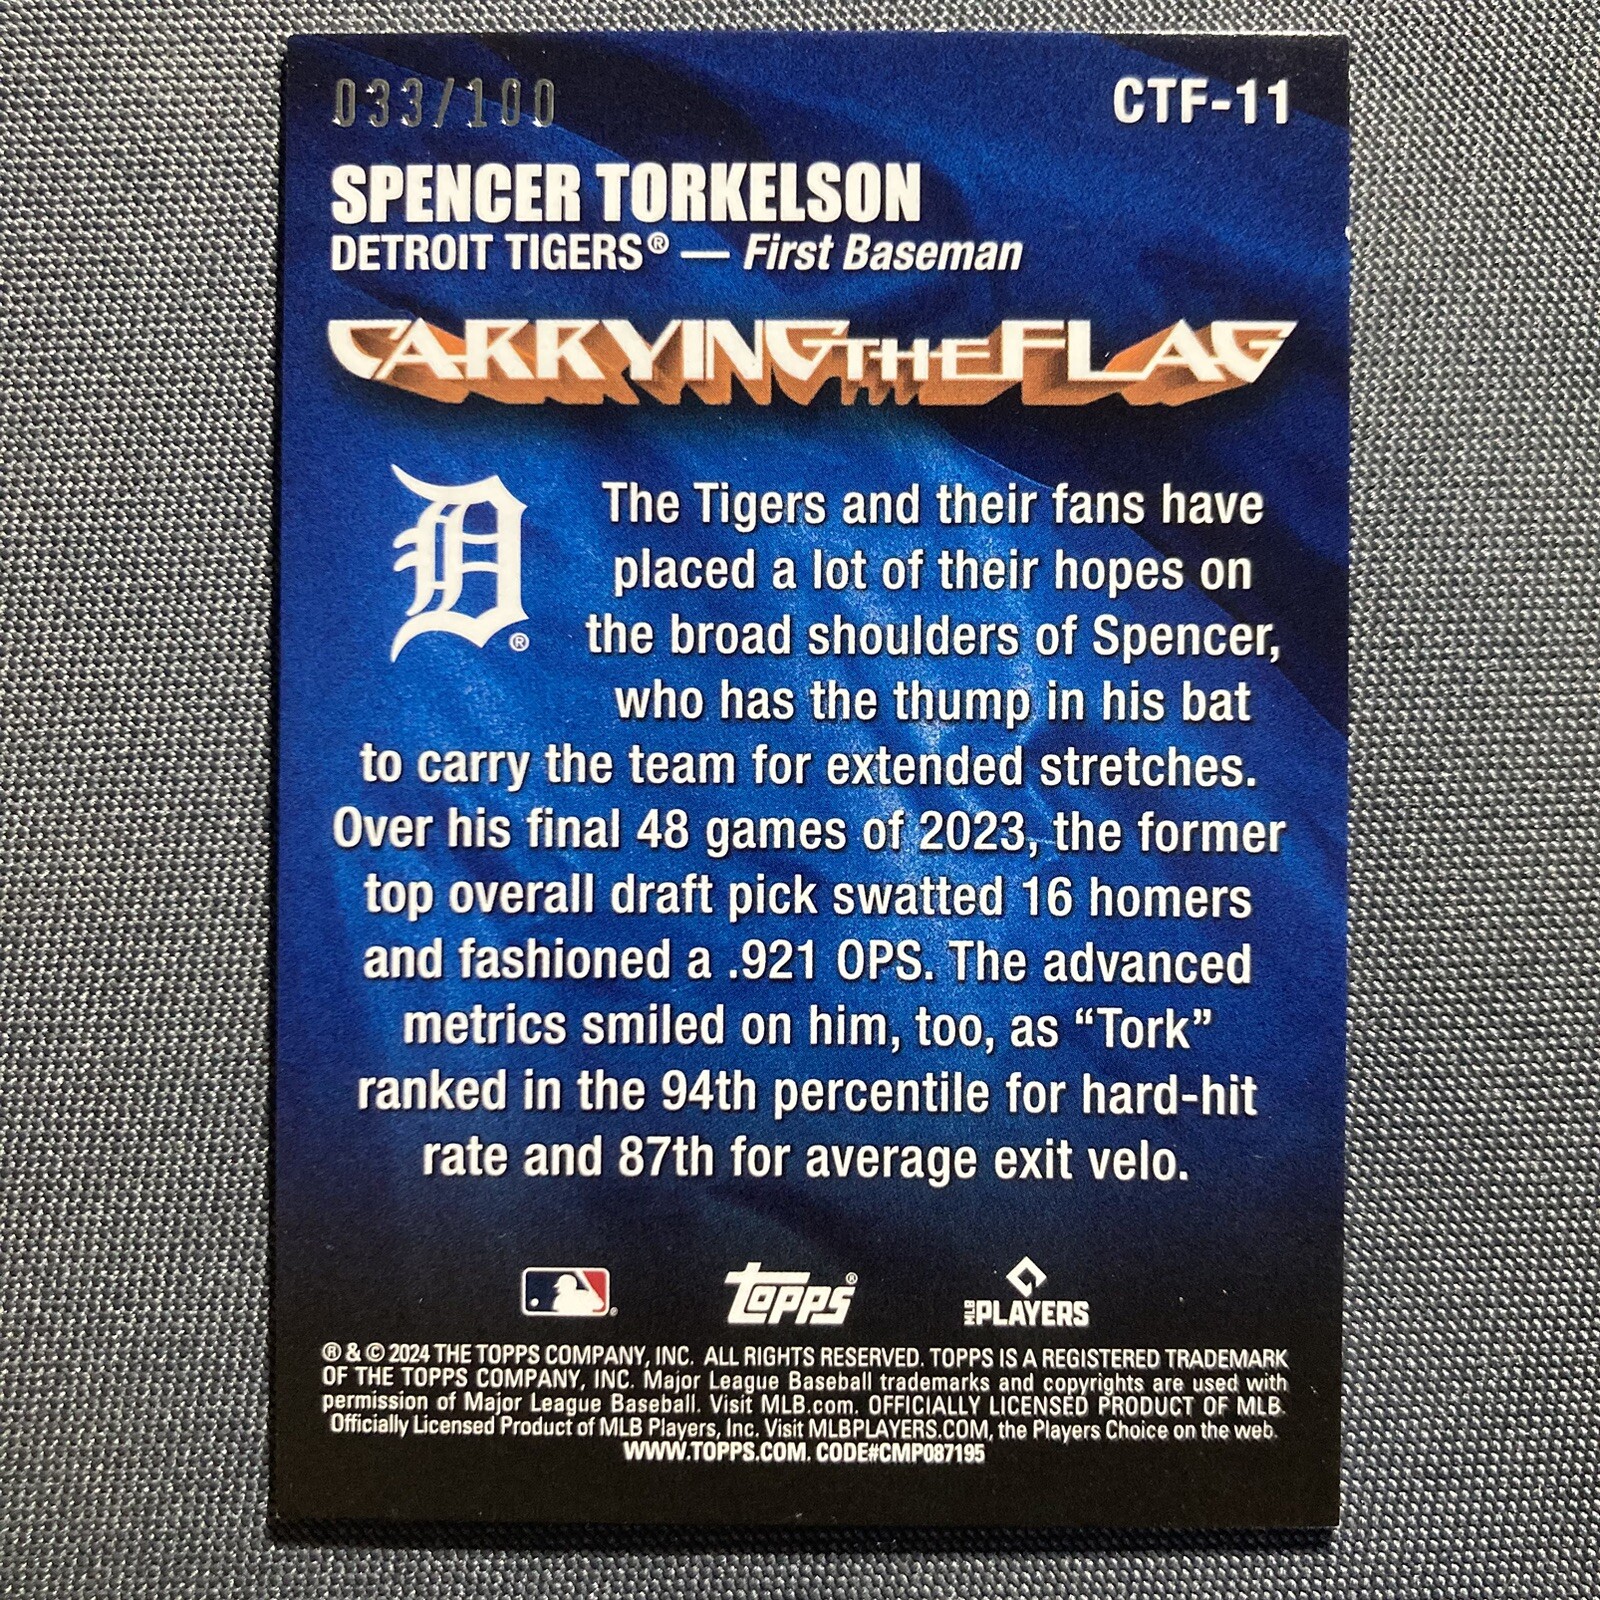 033/100
CTF-11
SPENCER TORKELSON
DETROIT TIGERS® — First Baseman
CARRYING THE FLAG
D
®
The Tigers and their fans have
placed a lot of their hopes on
the broad shoulders of Spencer,
who has the thump in his bat
to carry the team for extended stretches.
Over his final 48 games of 2023, the former
top overall draft pick swatted 16 homers
and fashioned a .921 OPS. The advanced
metrics smiled on him, too, as “Tork”
ranked in the 94th percentile for hard-hit
rate and 87th for average exit velo.
topps®
MLB PLAYERS
® & © 2024 THE TOPPS COMPANY, INC. ALL RIGHTS RESERVED. TOPPS IS A REGISTERED TRADEMARK
OF THE TOPPS COMPANY, INC. Major League Baseball trademarks and copyrights are used with
permission of Major League Baseball. Visit MLB.com. OFFICIALLY LICENSED PRODUCT OF MLB
Officially Licensed Product of MLB Players, Inc. Visit MLBPLAYERS.COM, the Players Choice on the web.
WWW.TOPPS.COM. CODE#CMP087195